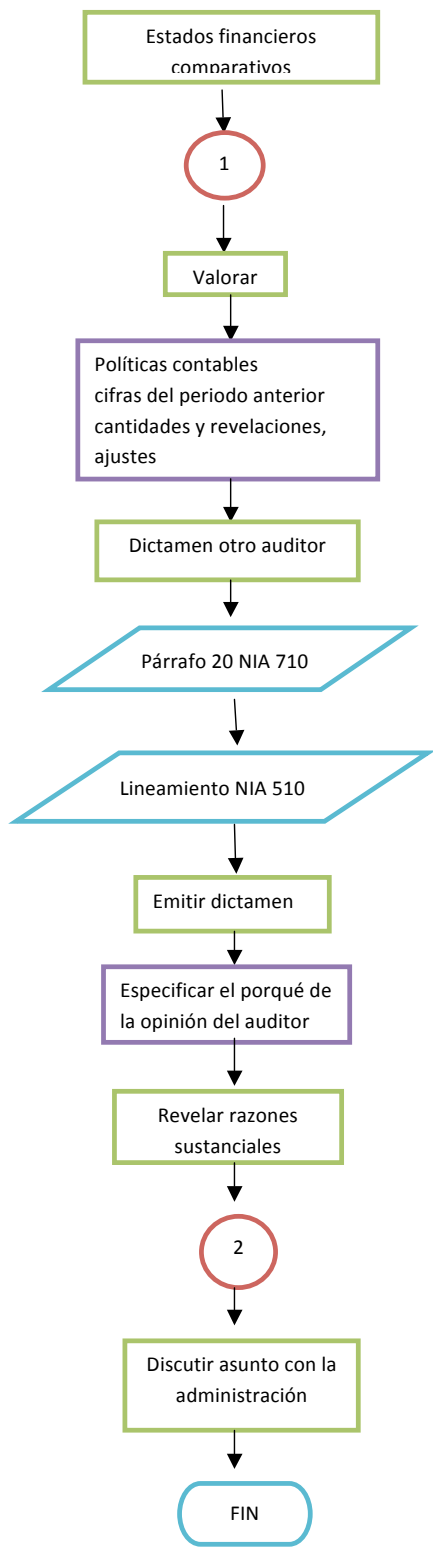 Estados financieros
comparativos
1
Valorar
Políticas contables
cifras del periodo anterior
cantidades y revelaciones,
ajustes
Dictamen otro auditor
Párrafo 20 NIA 710
Lineamiento NIA 510
Emitir dictamen
Especificar el porqué de
la opinión del auditor
Revelar razones
sustanciales
2
Discutir asunto con la
administración
FIN